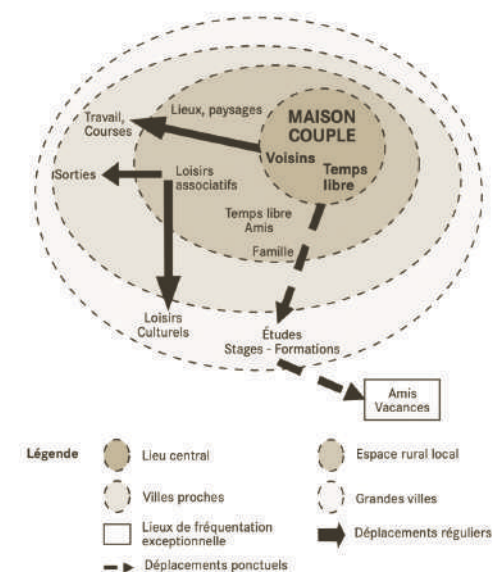 Lieux, paysages
Travail,
Courses
MAISON
COUPLE
Voisins
Temps
libre
Sorties
Loisirs
associatifs
Temps libre
Amis
Famille
Loisirs
Culturels
Études
Stages - Formations
Amis
Vacances
Légende
Lieu central
Espace rural local
Villes proches
Grandes villes
Lieux de fréquentation
exceptionnelle
Déplacements réguliers
Déplacements ponctuels